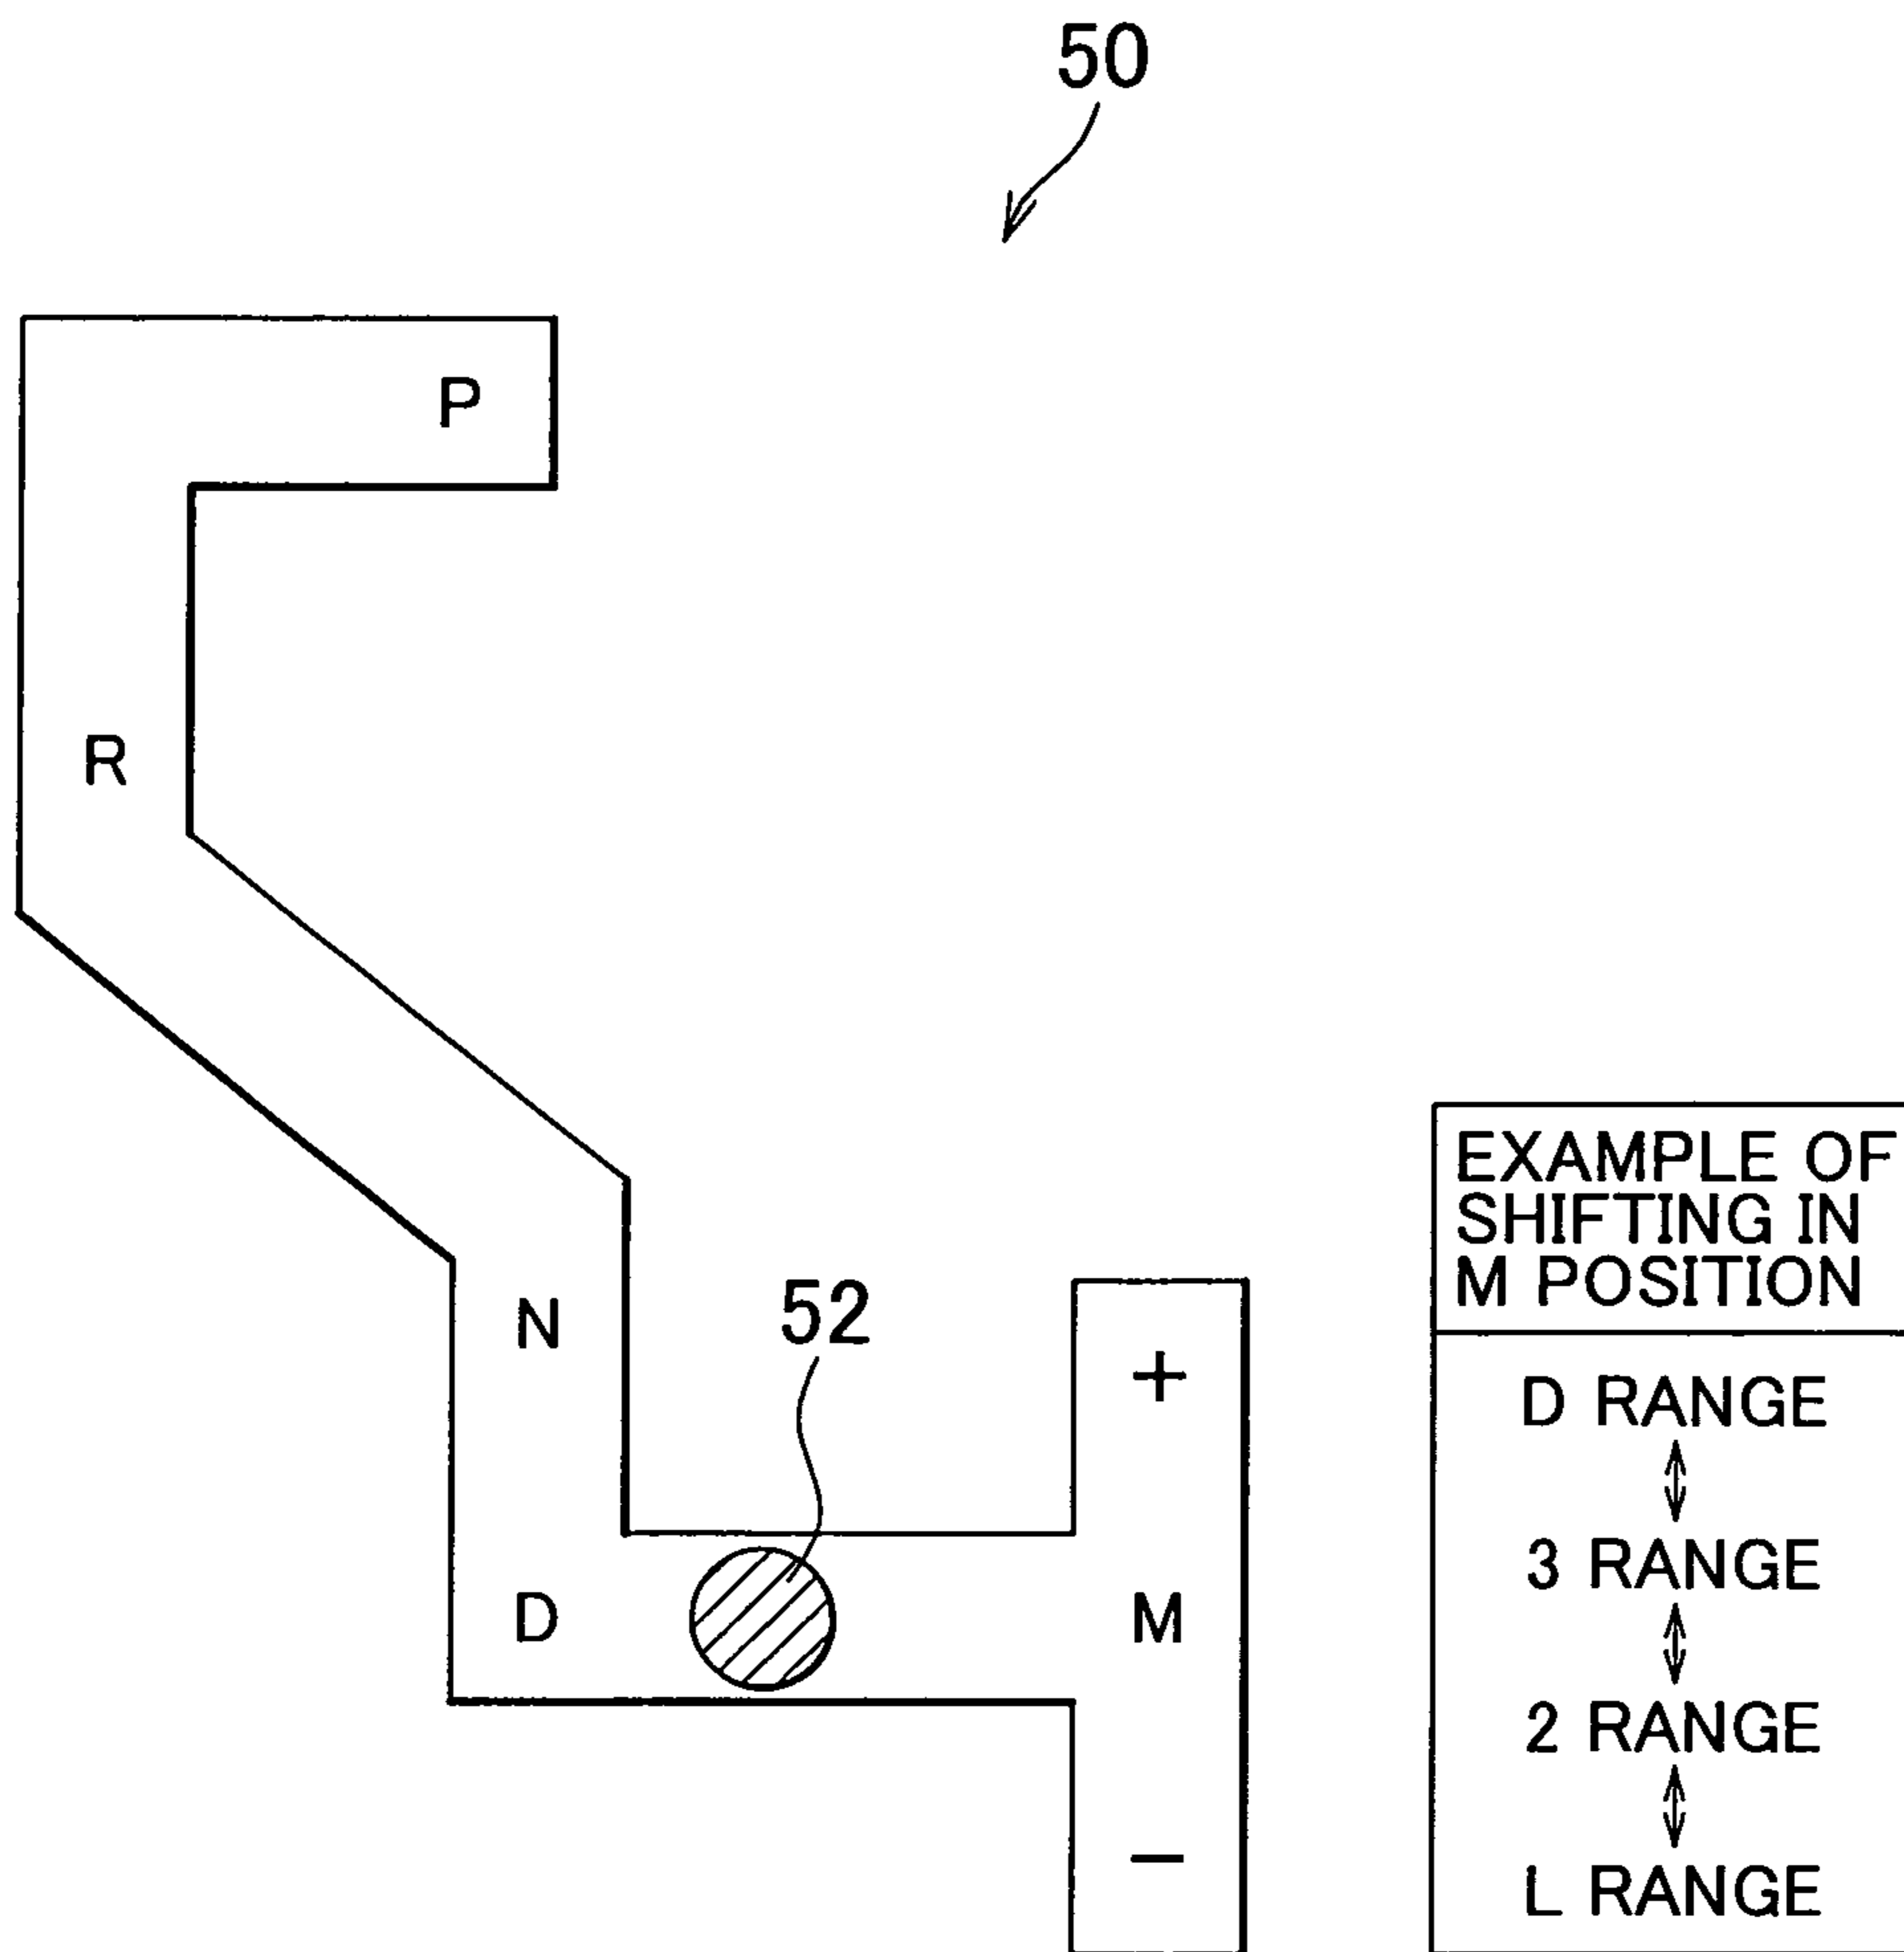 50
P
R
N
52
+
D
M
−
EXAMPLE OF
SHIFTING IN
M POSITION
D RANGE
3 RANGE
2 RANGE
L RANGE